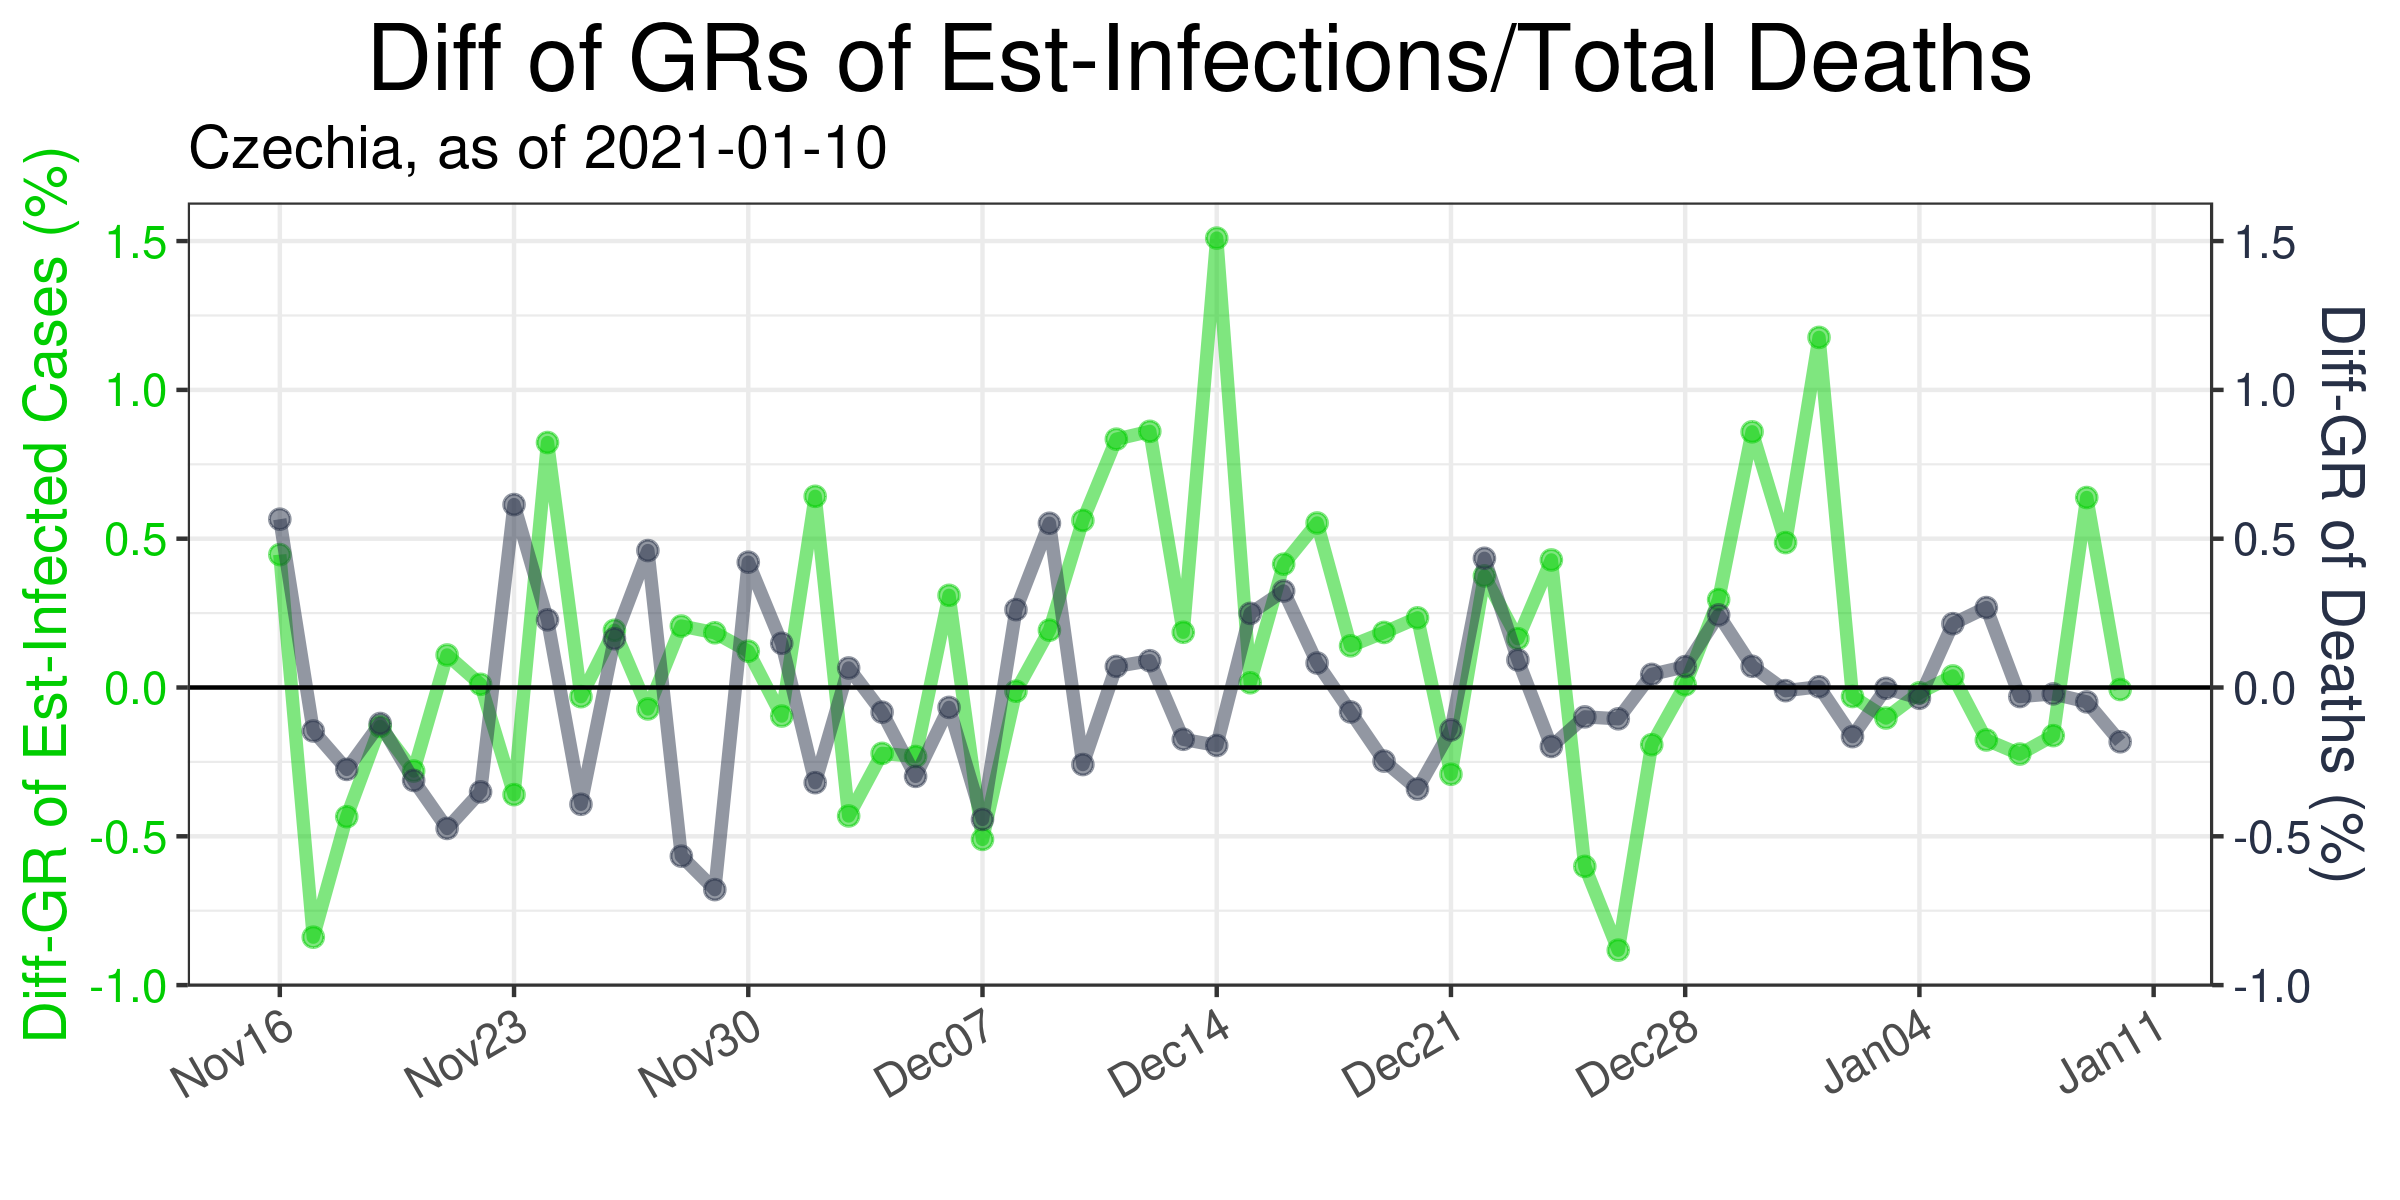 Diff of GRs of Est-Infections/Total Deaths
Czechia, as of 2021-01-10
Diff-GR of Est-Infected Cases (%)
1.5
1.0
0.5
0.0
-0.5
-1.0
1.5
1.0
0.5
0.0
-0.5
-1.0
Diff-GR of Deaths (%)
Nov16
Nov23
Nov30
Dec07
Dec14
Dec21
Dec28
Jan04
Jan11